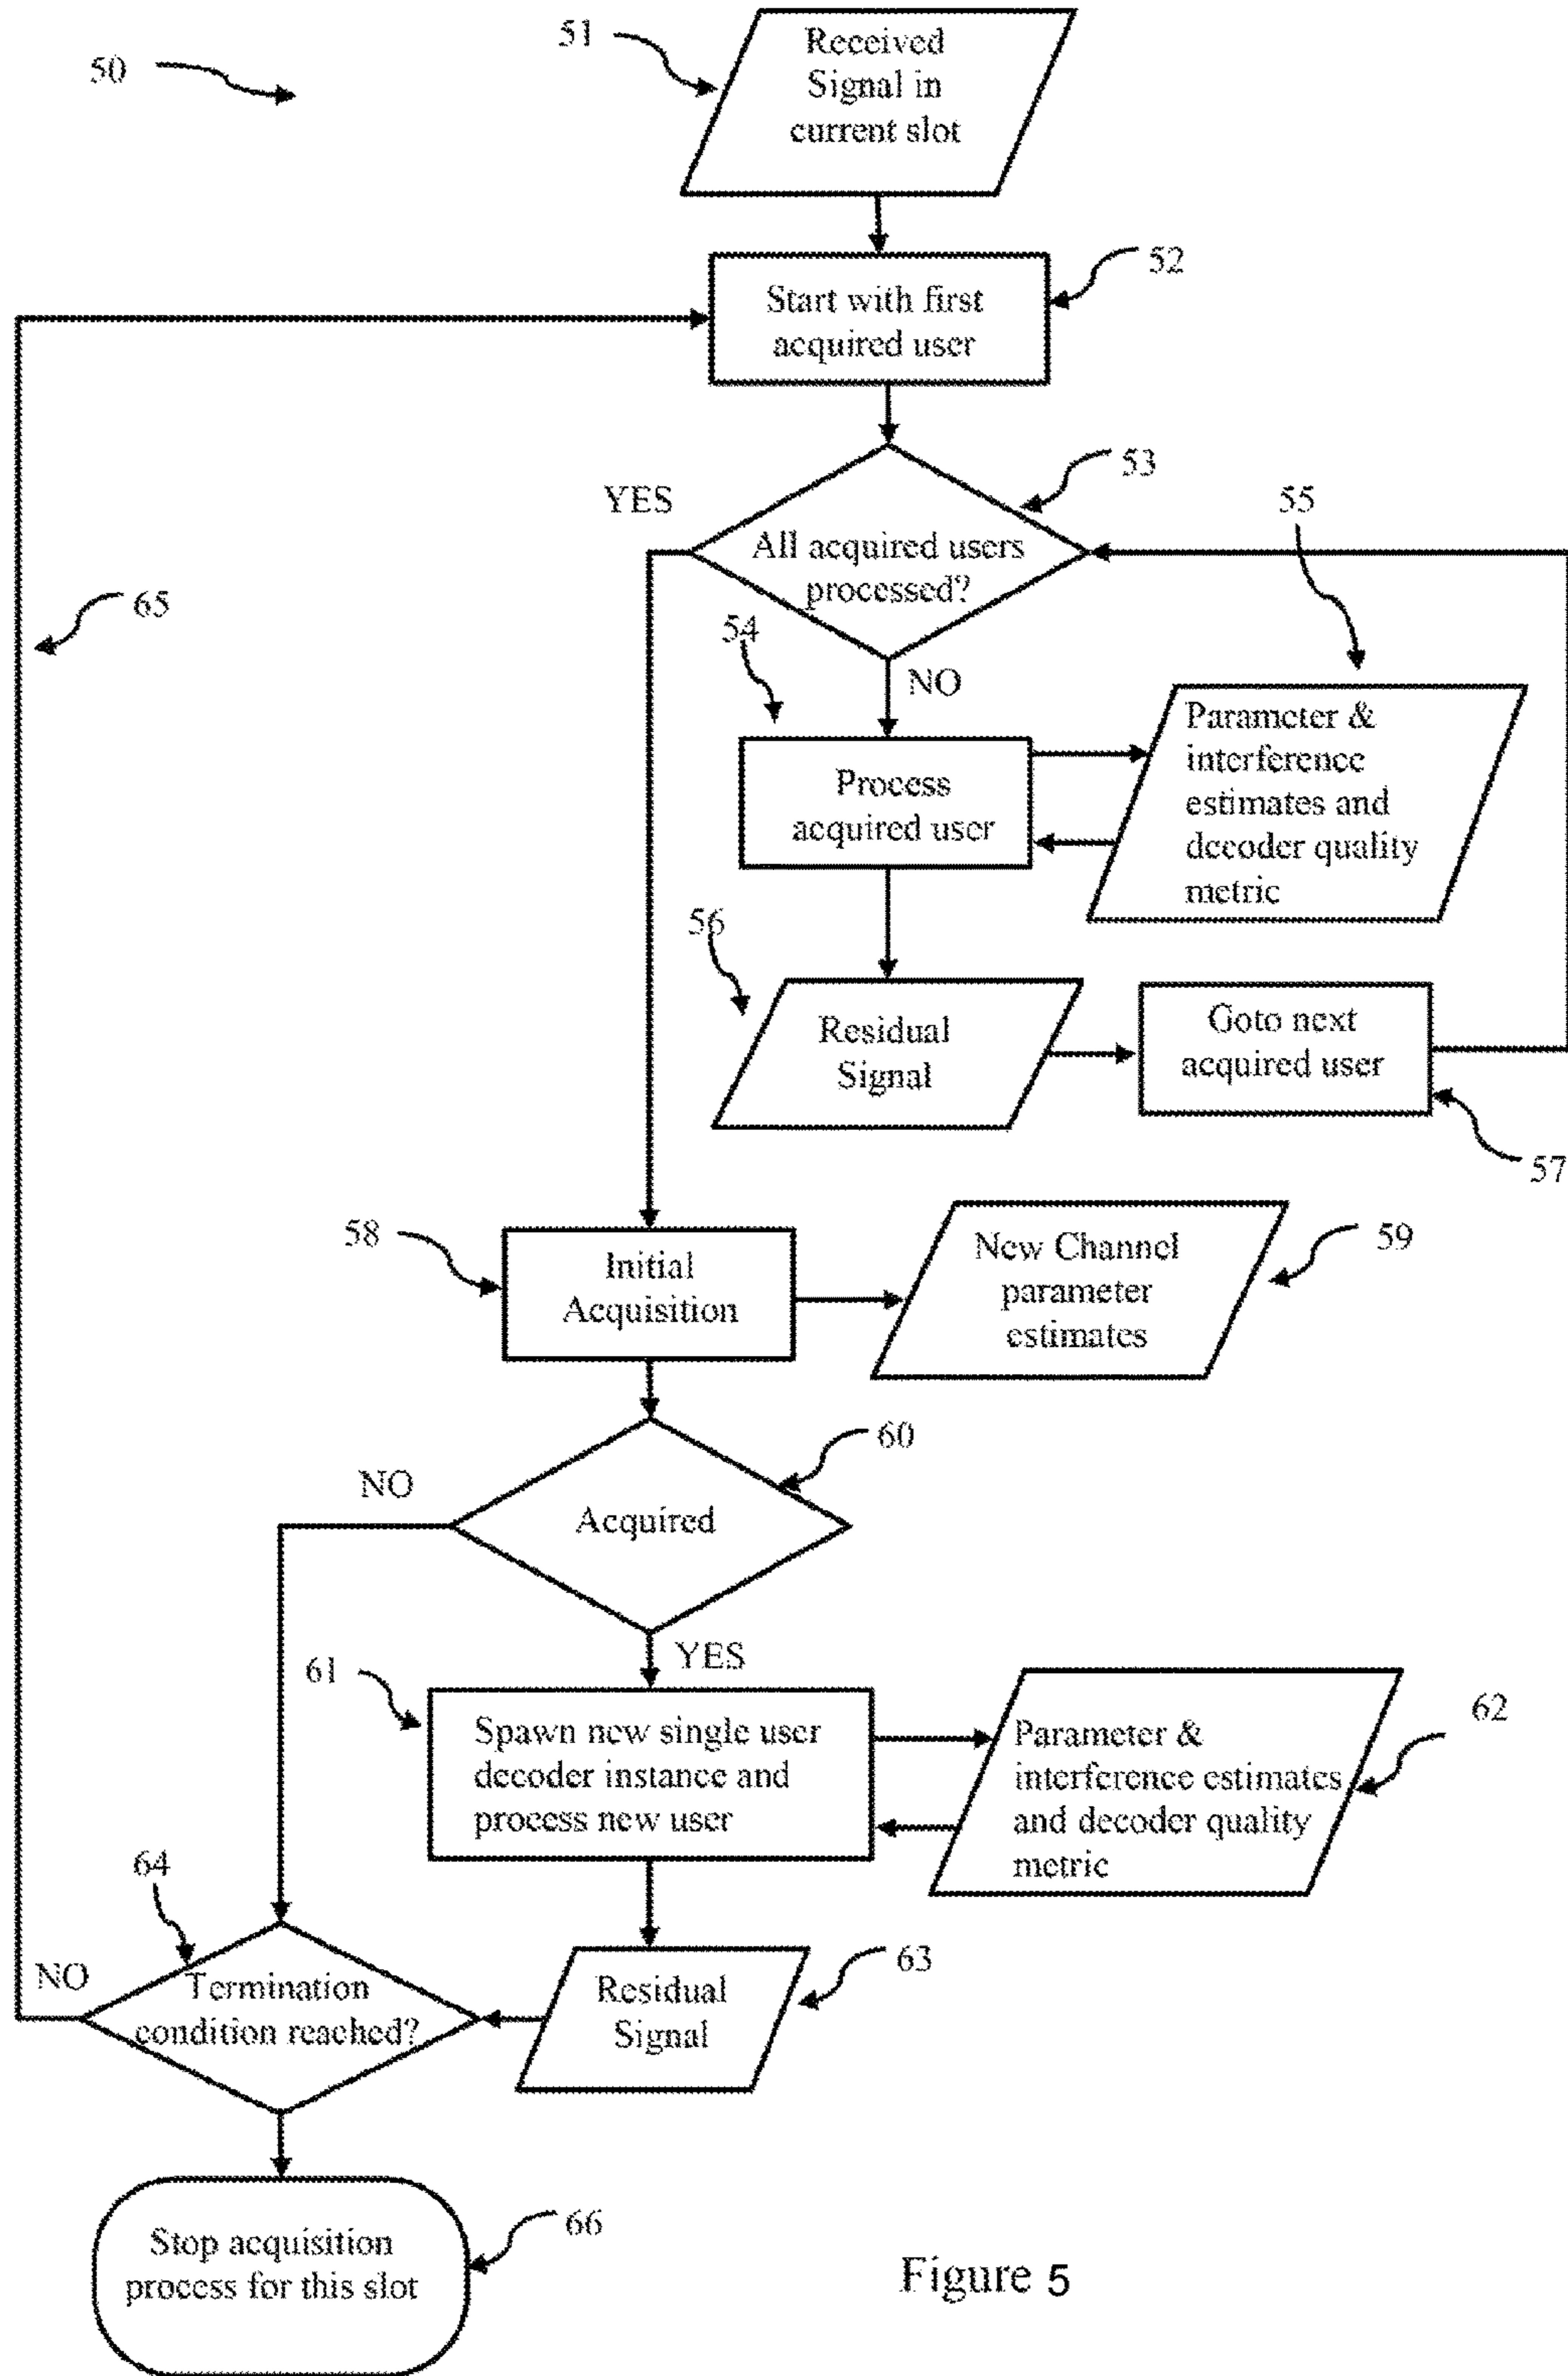 50
51
Received
Signal in
current slot
52
Start with first
acquired user
53
YES
All acquired users
processed?
55
65
54
NO
Parameter &
interference
estimates and
decoder quality
metric
Process
acquired user
56
Residual
Signal
Goto next
acquired user
57
58
Initial
Acquisition
New Channel
parameter
estimates
59
60
NO
Acquired
YES
61
Spawn new single user
decoder instance and
process new user
Parameter &
interference estimates
and decoder quality
metric
62
64
NO
Termination
condition reached?
Residual
Signal
63
Stop acquisition
process for this slot
66
Figure 5